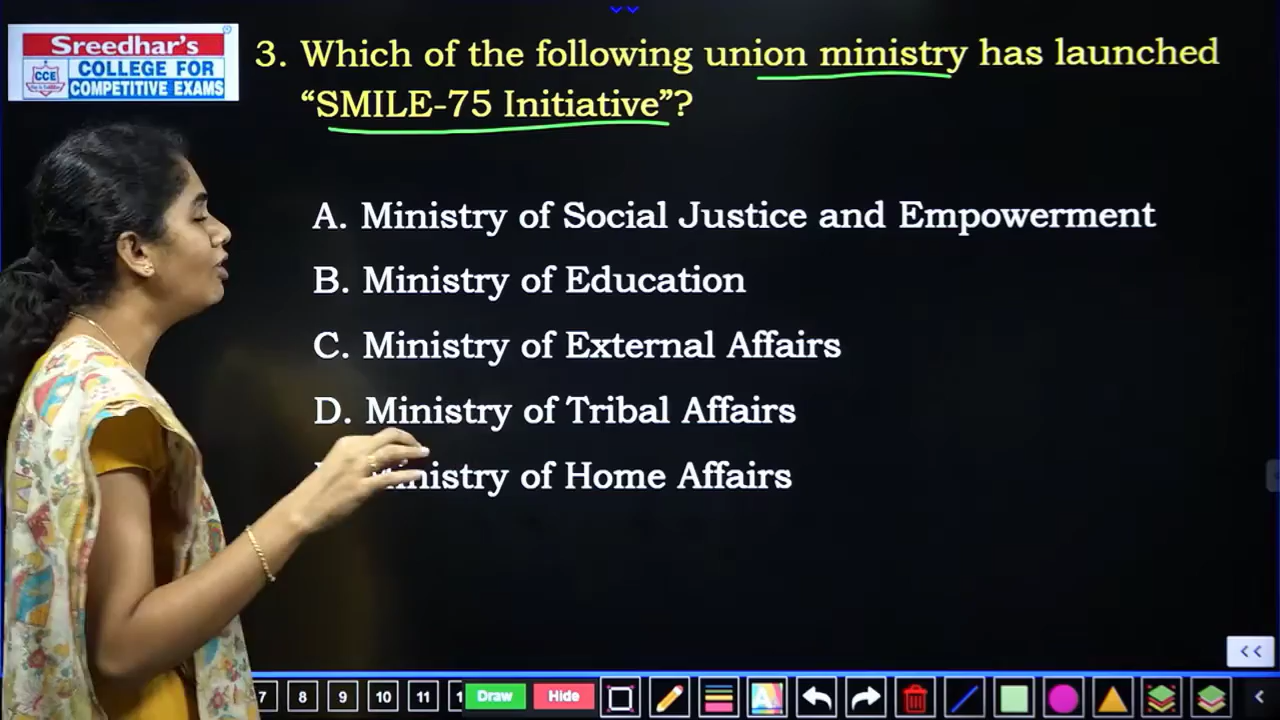 Sreedhar's
CCE
COLLEGE FOR
COMPETITIVE EXAMS
3. Which of the following union ministry has launched
“SMILE-75 Initiative”?
A. Ministry of Social Justice and Empowerment
B. Ministry of Education
C. Ministry of External Affairs
D. Ministry of Tribal Affairs
Ministry of Home Affairs
7 8 9 10 11 1 Draw Hide A <<